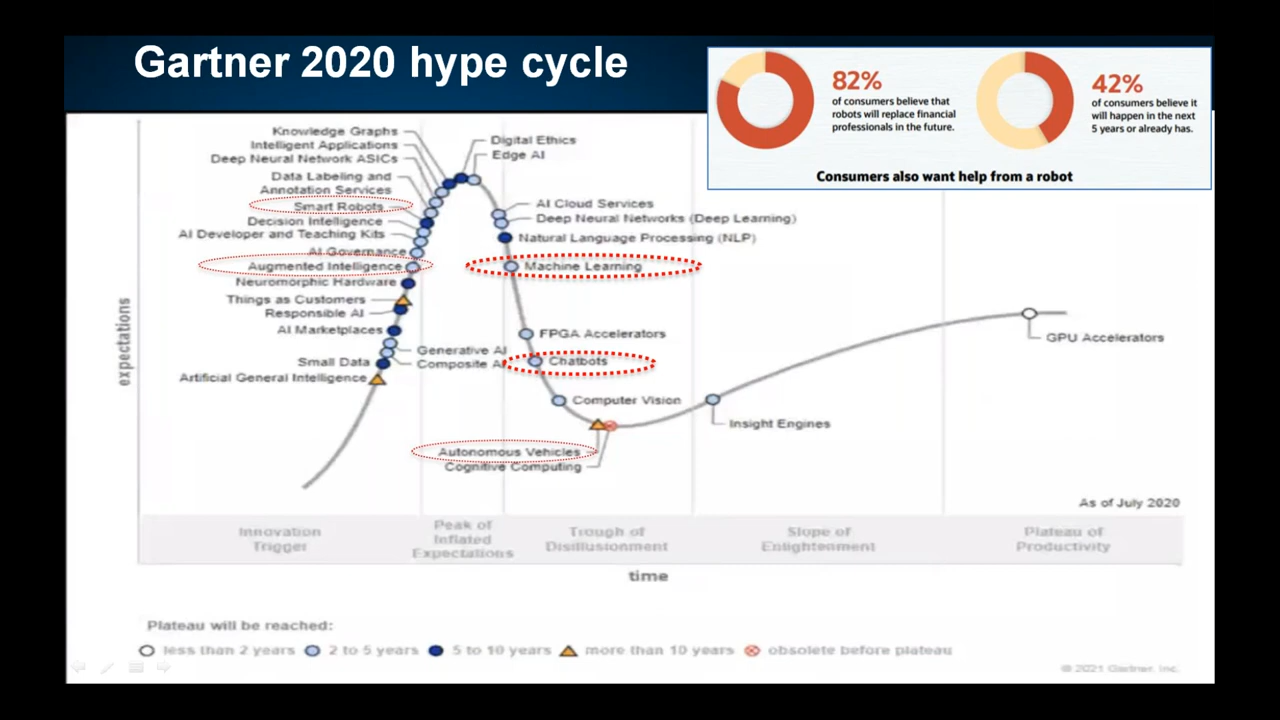 Gartner 2020 hype cycle
82%
of consumers believe that
robots will replace financial
professionals in the future.
42%
of consumers believe it
will happen in the next
5 years or already has.
Consumers also want help from a robot
expectations
Knowledge Graphs
Intelligent Applications
Deep Neural Network ASICs
Data Labeling and
Annotation Services
Smart Robots
Decision Intelligence
AI Developer and Teaching Kits
AI Governance
Augmented Intelligence
Neuromorphic Hardware
Things as Customers
Responsible AI
AI Marketplaces
Generative AI
Small Data
Composite AI
Artificial General Intelligence
Digital Ethics
Edge AI
AI Cloud Services
Deep Neural Networks (Deep Learning)
Natural Language Processing (NLP)
Machine Learning
FPGA Accelerators
Chatbots
Computer Vision
Autonomous Vehicles
Cognitive Computing
Insight Engines
GPU Accelerators
As of July 2020
Innovation
Trigger
Peak of
Inflated
Expectations
Trough of
Disillusionment
Slope of
Enlightenment
Plateau of
Productivity
time
Plateau will be reached:
less than 2 years
2 to 5 years
5 to 10 years
more than 10 years
obsolete before plateau
© 2021 Gartner, Inc.